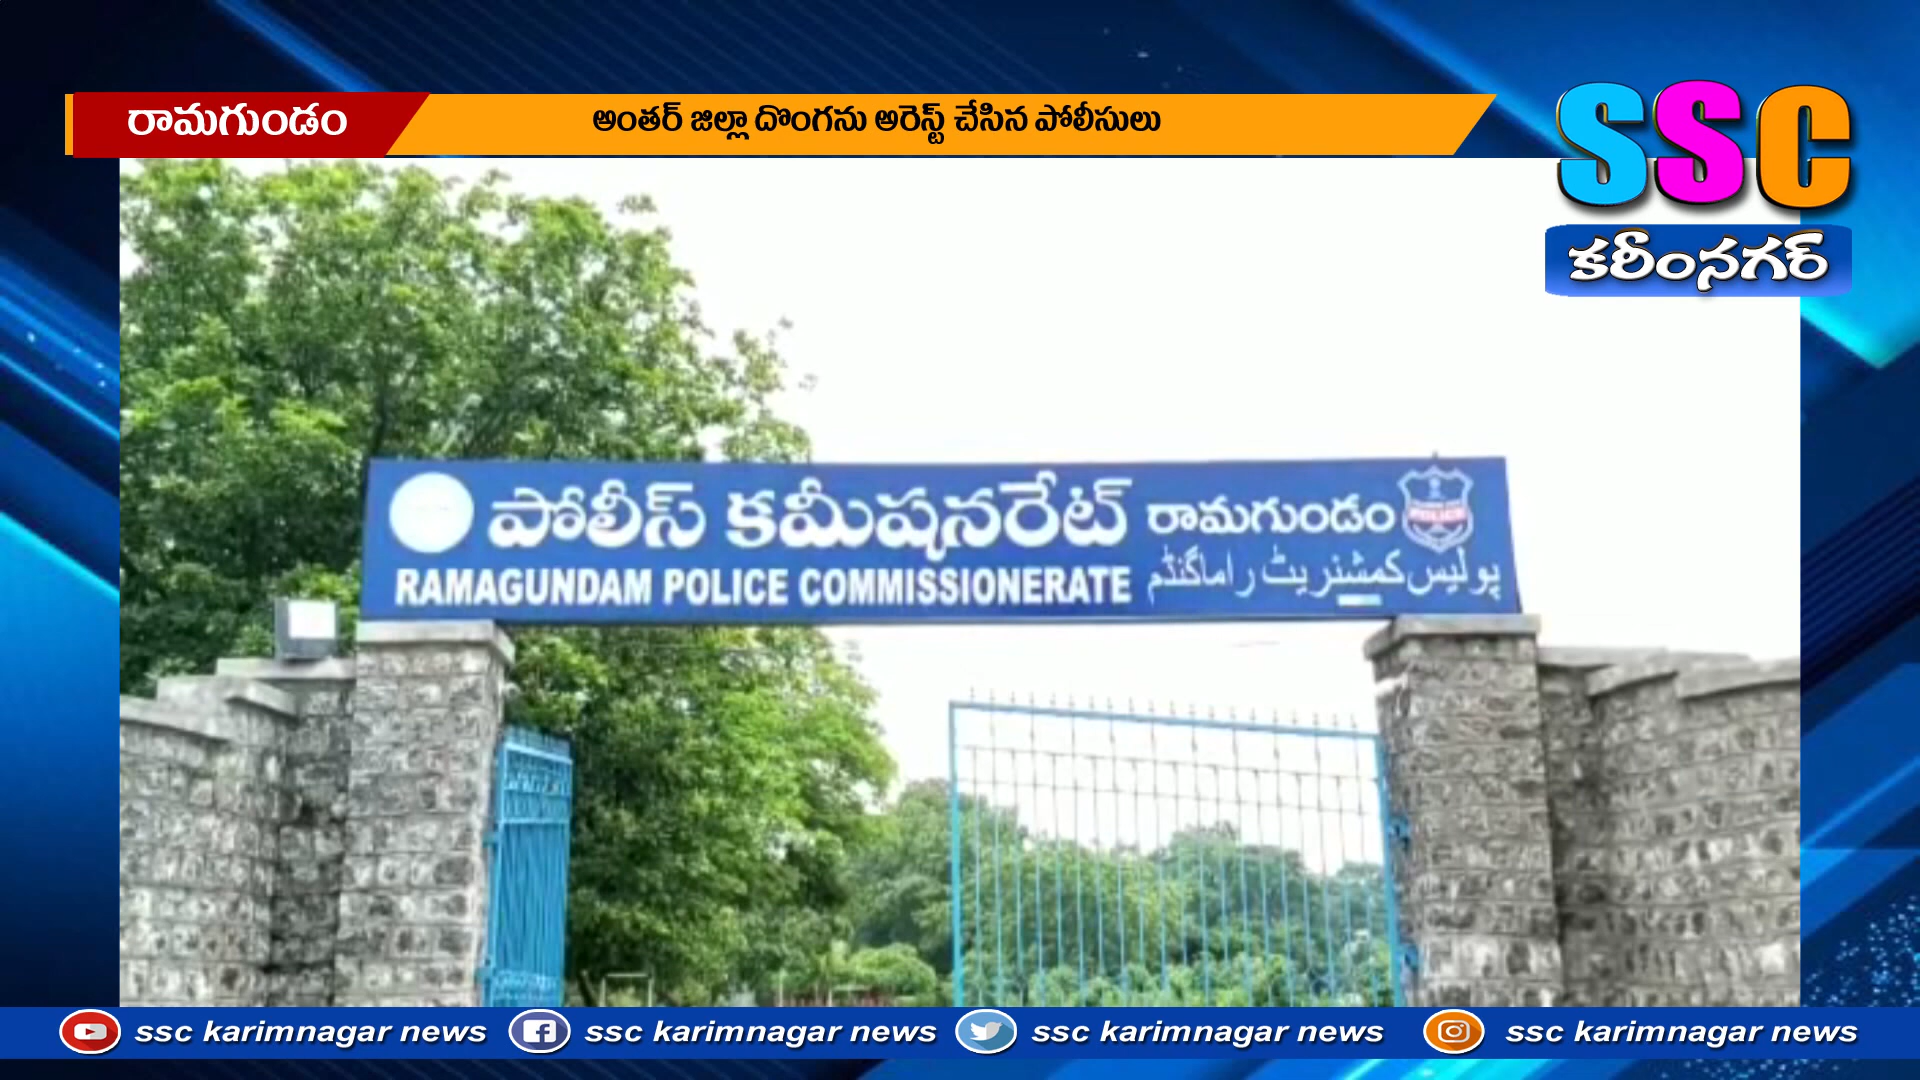 రామగుండం
అంతర్ జిల్లా దొంగను అరెస్ట్ చేసిన పోలీసులు
SSC
కరీంనగర్
పోలీస్ కమీషనరేట్ రామగుండం
POLICE
RAMAGUNDAM POLICE COMMISSIONERATE
پولیس کمشنریٹ راماگنڈم
ssc karimnagar news
ssc karimnagar news
ssc karimnagar news
ssc karimnagar news